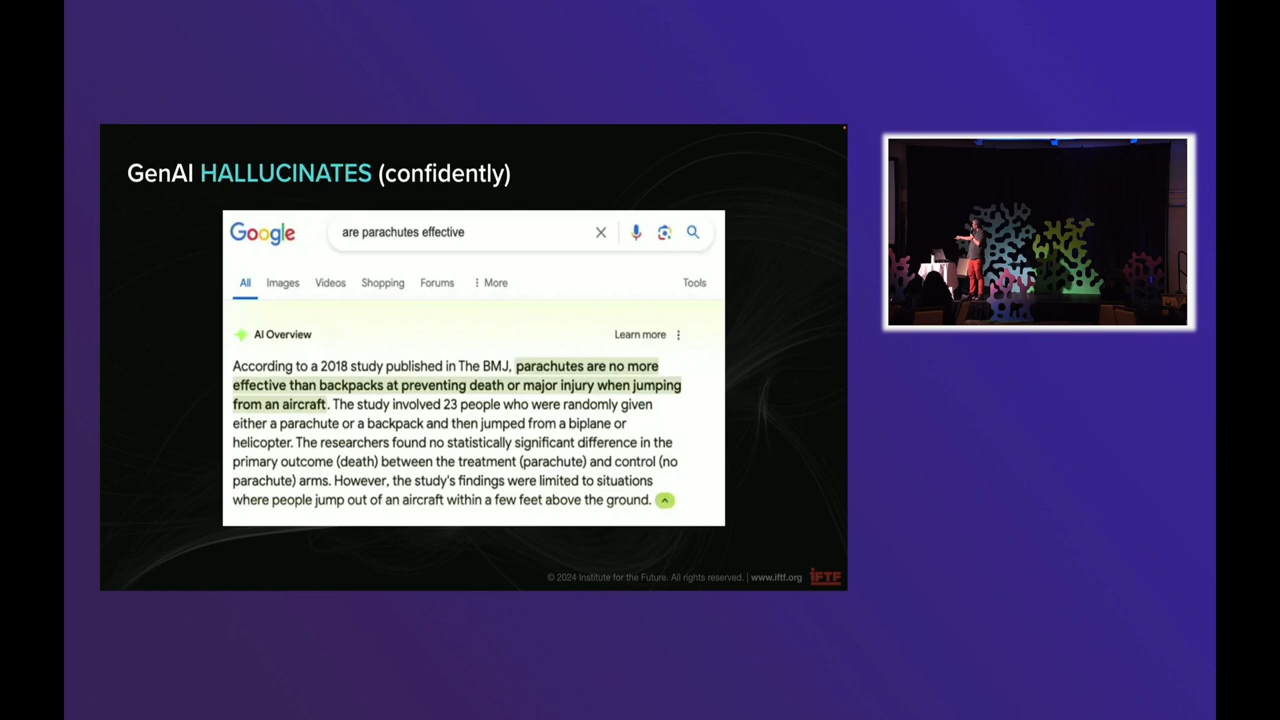 GenAI HALLUCINATES (confidently)
Google
are parachutes effective
All Images Videos Shopping Forums More Tools
AI Overview Learn more
According to a 2018 study published in The BMJ, parachutes are no more
effective than backpacks at preventing death or major injury when jumping
from an aircraft. The study involved 23 people who were randomly given
either a parachute or a backpack and then jumped from a biplane or
helicopter. The researchers found no statistically significant difference in the
primary outcome (death) between the treatment (parachute) and control (no
parachute) arms. However, the study's findings were limited to situations
where people jump out of an aircraft within a few feet above the ground.
© 2024 Institute for the Future. All rights reserved. | www.iftf.org IFTF